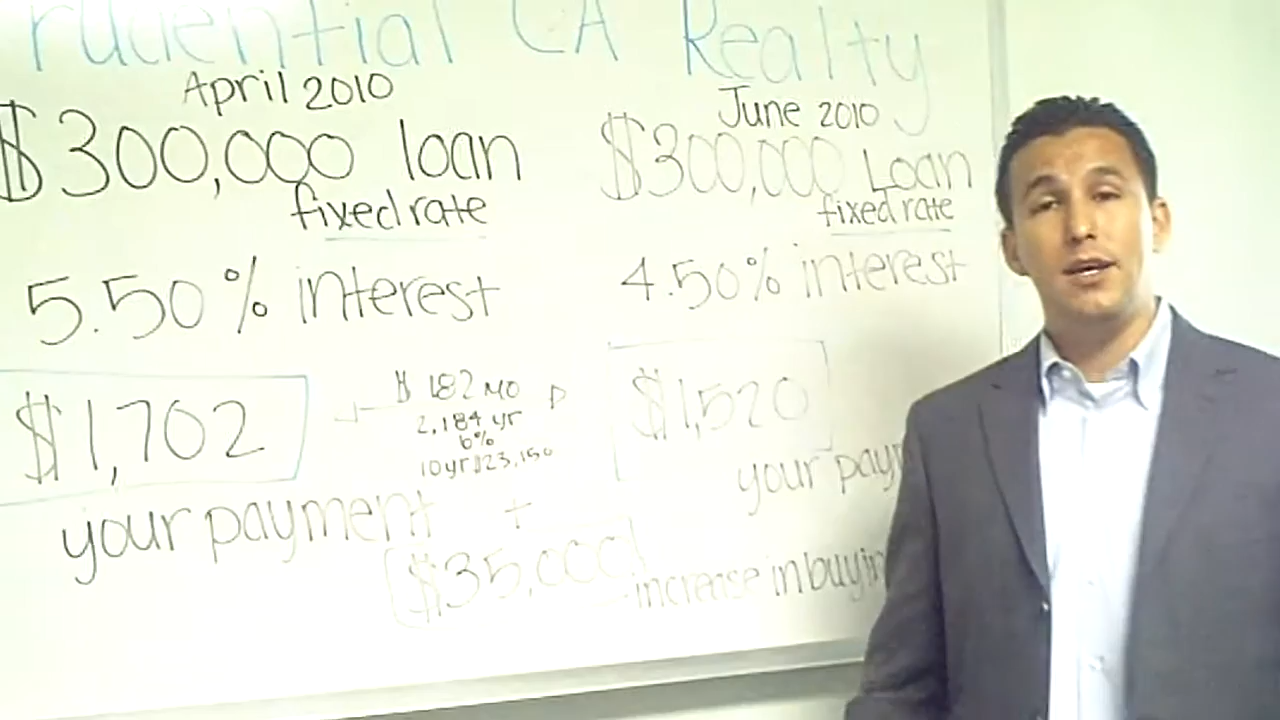 rudential CA Realty
April 2010
$300,000 loan
fixed rate
5.50% interest
$1,702
your payment
$ 182 MO
2,184 yr
6%
10yr $23,150
+
$35,000
increase in buyin
June 2010
$300,000 Loan
fixed rate
4.50% interest
$1,520
your paym